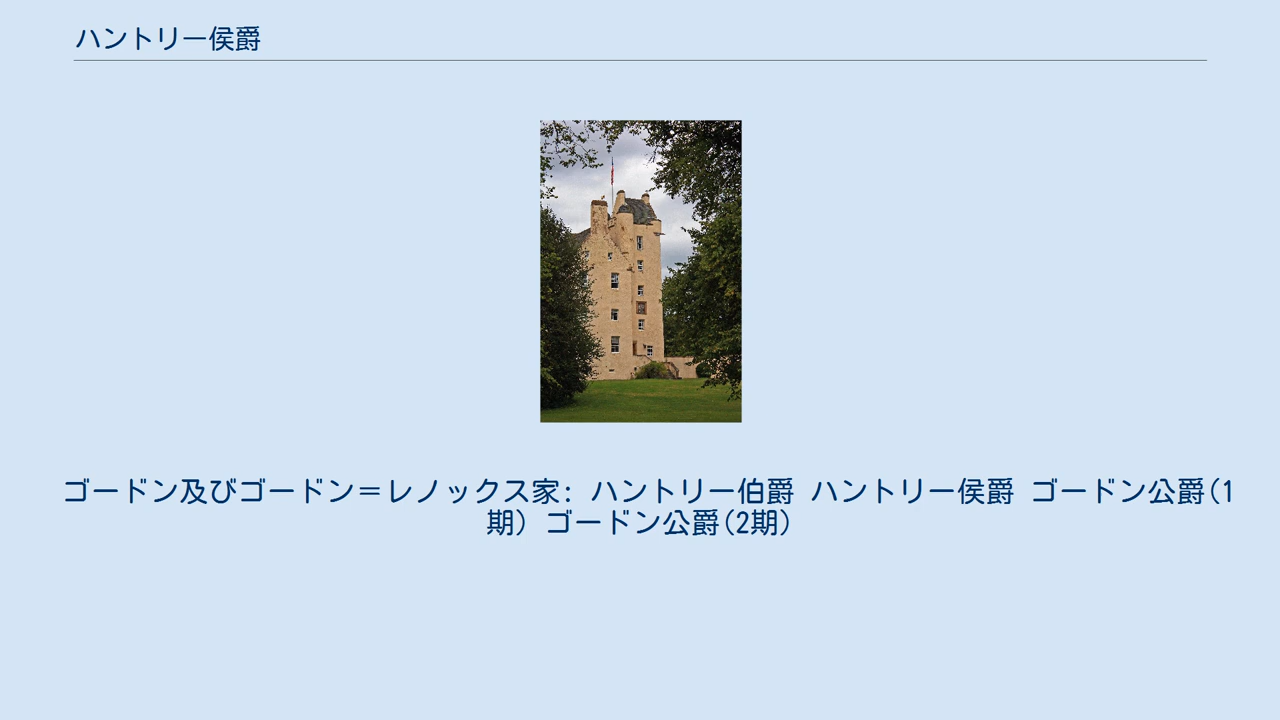 ハントリー侯爵
ゴードン及びゴードン＝レノックス家: ハントリー伯爵 ハントリー侯爵 ゴードン公爵(1
期) ゴードン公爵(2期)